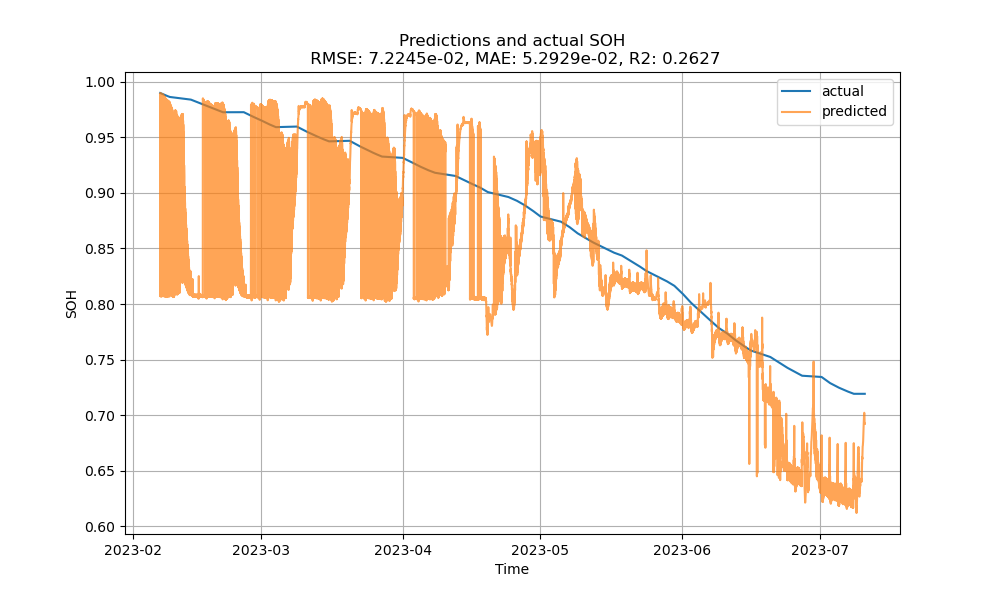 Predictions and actual SOH
RMSE: 7.2245e-02, MAE: 5.2929e-02, R2: 0.2627
actual
predicted
SOH
1.00
0.95
0.90
0.85
0.80
0.75
0.70
0.65
0.60
2023-02
2023-03
2023-04
2023-05
2023-06
2023-07
Time